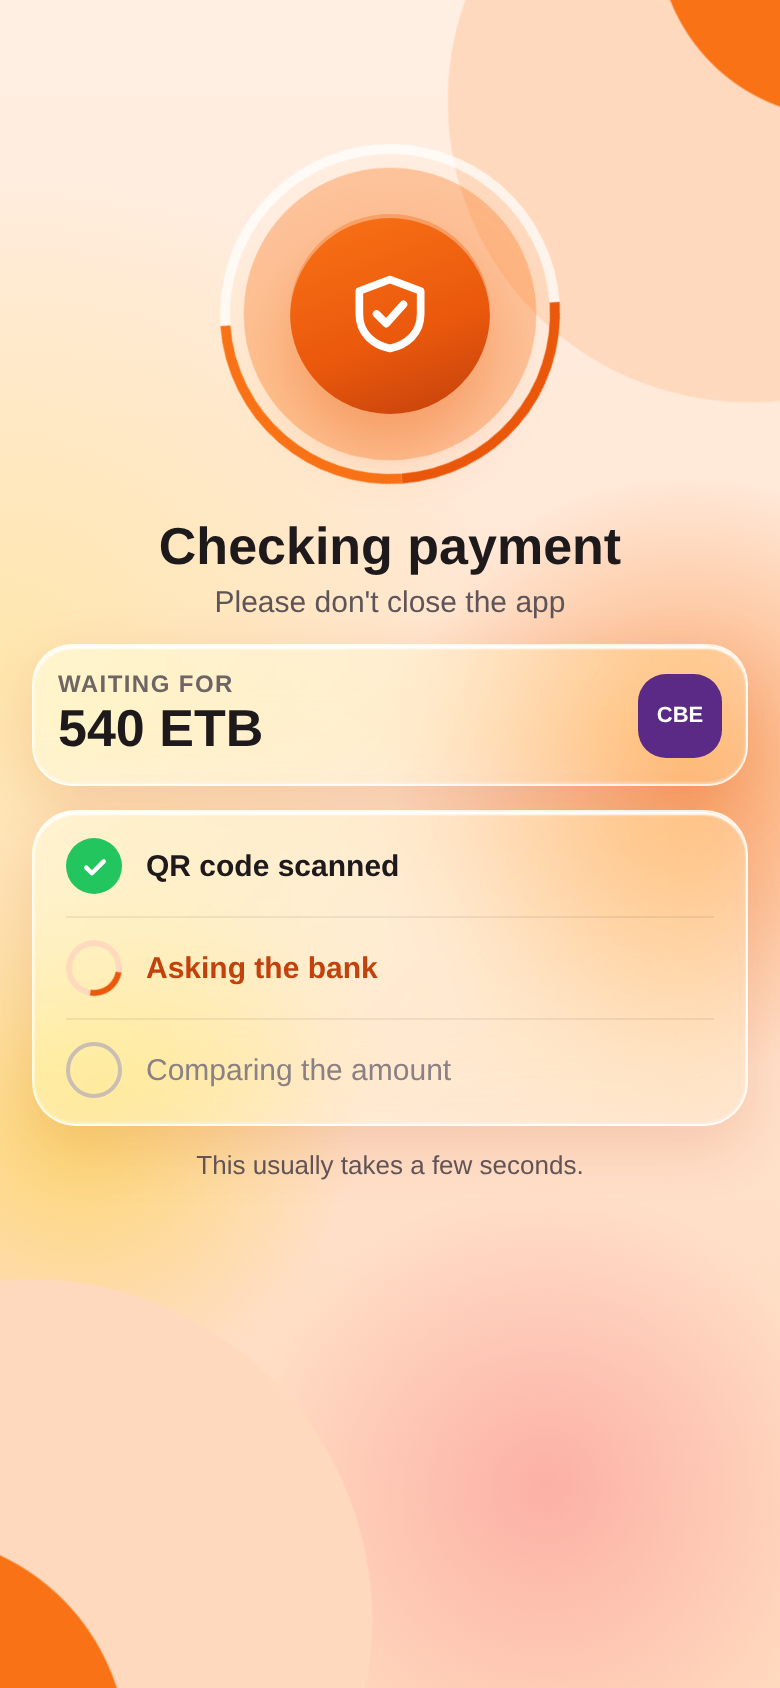 Checking payment
Please don't close the app
WAITING FOR
540 ETB
CBE
QR code scanned
Asking the bank
Comparing the amount
This usually takes a few seconds.